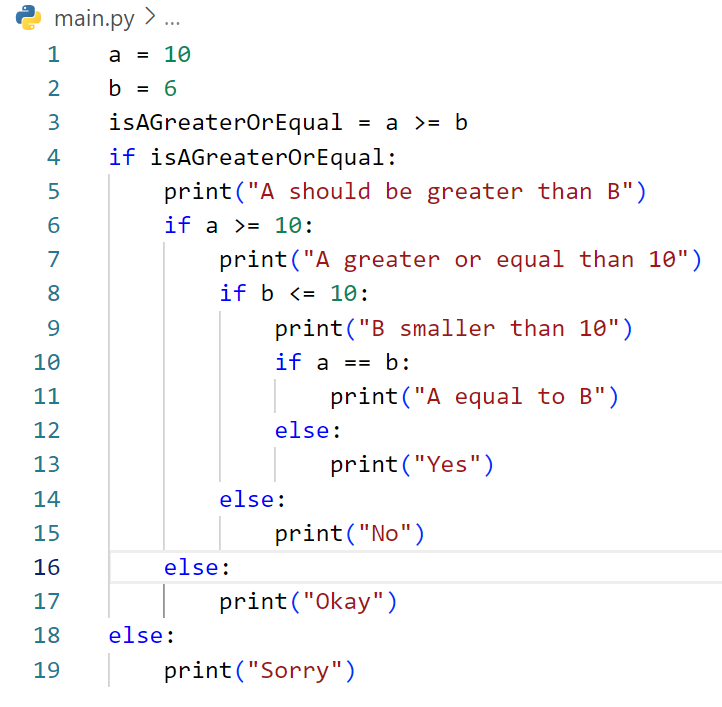 main.py > ...
1 a = 10
2 b = 6
3 isAGreaterOrEqual = a >= b
4 if isAGreaterOrEqual:
5     print("A should be greater than B")
6     if a >= 10:
7         print("A greater or equal than 10")
8         if b <= 10:
9             print("B smaller than 10")
10             if a == b:
11                 print("A equal to B")
12             else:
13                 print("Yes")
14         else:
15             print("No")
16     else:
17         print("Okay")
18 else:
19     print("Sorry")